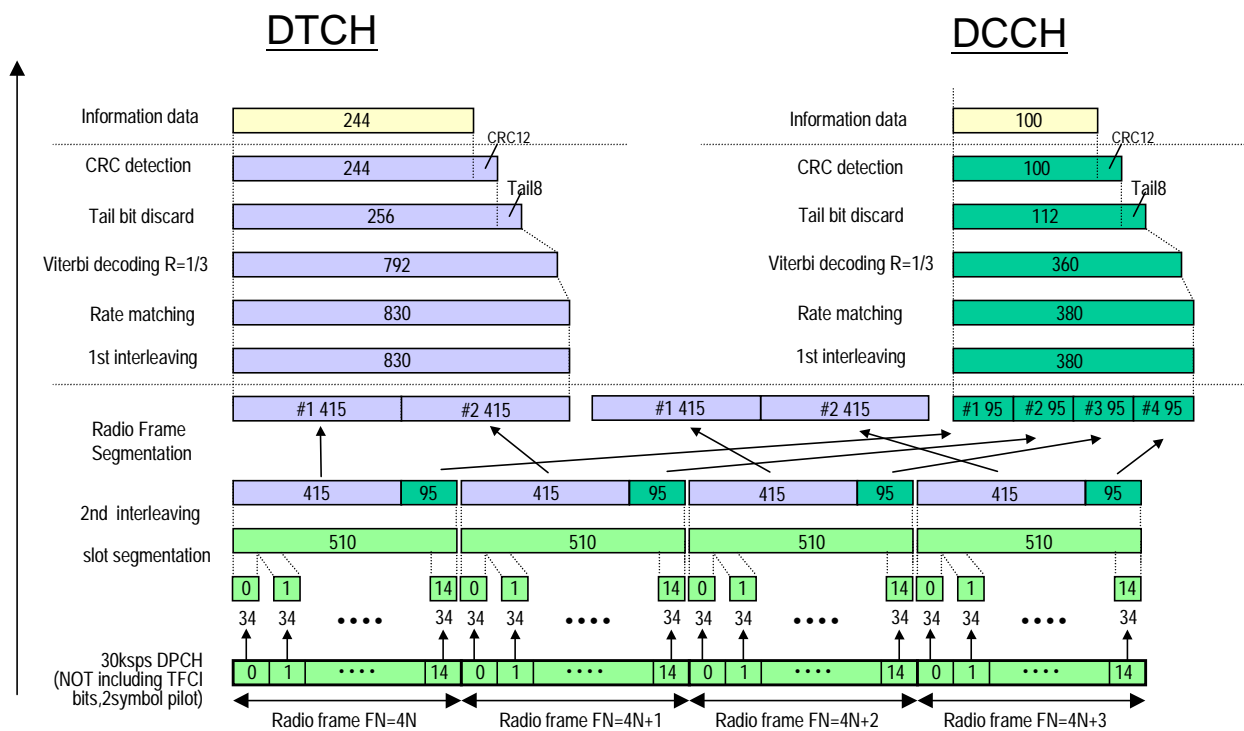 DTCH DCCH
Information data 244 Information data 100
CRC12 CRC12
CRC detection 244 CRC detection 100
Tail8 Tail8
Tail bit discard 256 Tail bit discard 112
Viterbi decoding R=1/3 792 Viterbi decoding R=1/3 360
Rate matching 830 Rate matching 380
1st interleaving 830 1st interleaving 380
#1 415 #2 415 #1 415 #2 415 #1 95 #2 95 #3 95 #4 95
Radio Frame
Segmentation
415 95 415 95 415 95 415 95
2nd interleaving
510 510 510 510
slot segmentation
0 1 14 0 1 14 0 1 14 0 1 14
34 34 •••• 34 34 34 •••• 34 34 34 •••• 34 34 34 •••• 34
30ksps DPCH
(NOT including TFCI
bits,2symbol pilot)
0 1 •••• 14 0 1 •••• 14 0 1 •••• 14 0 1 •••• 14
Radio frame FN=4N Radio frame FN=4N+1 Radio frame FN=4N+2 Radio frame FN=4N+3